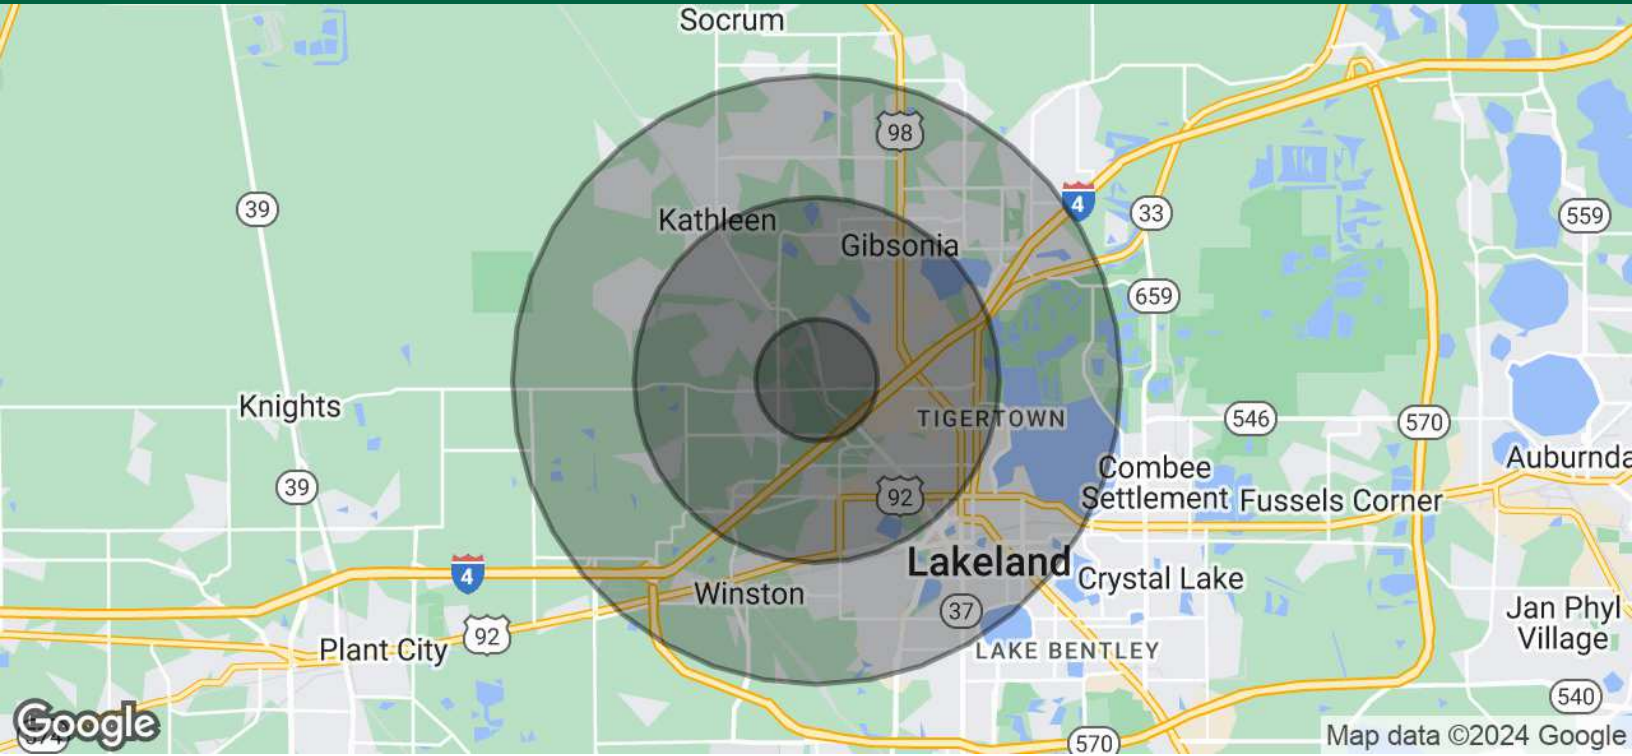 Socrum
98
4
33
39
559
Kathleen
Gibsonia
659
Knights
TIGERTOWN
546
570
Auburnda
Combee
Settlement
Fussels Corner
39
92
Lakeland
4
Crystal Lake
Winston
37
Jan Phyl
Village
92
Plant City
LAKE BENTLEY
540
Google
570
Map data ©2024 Google